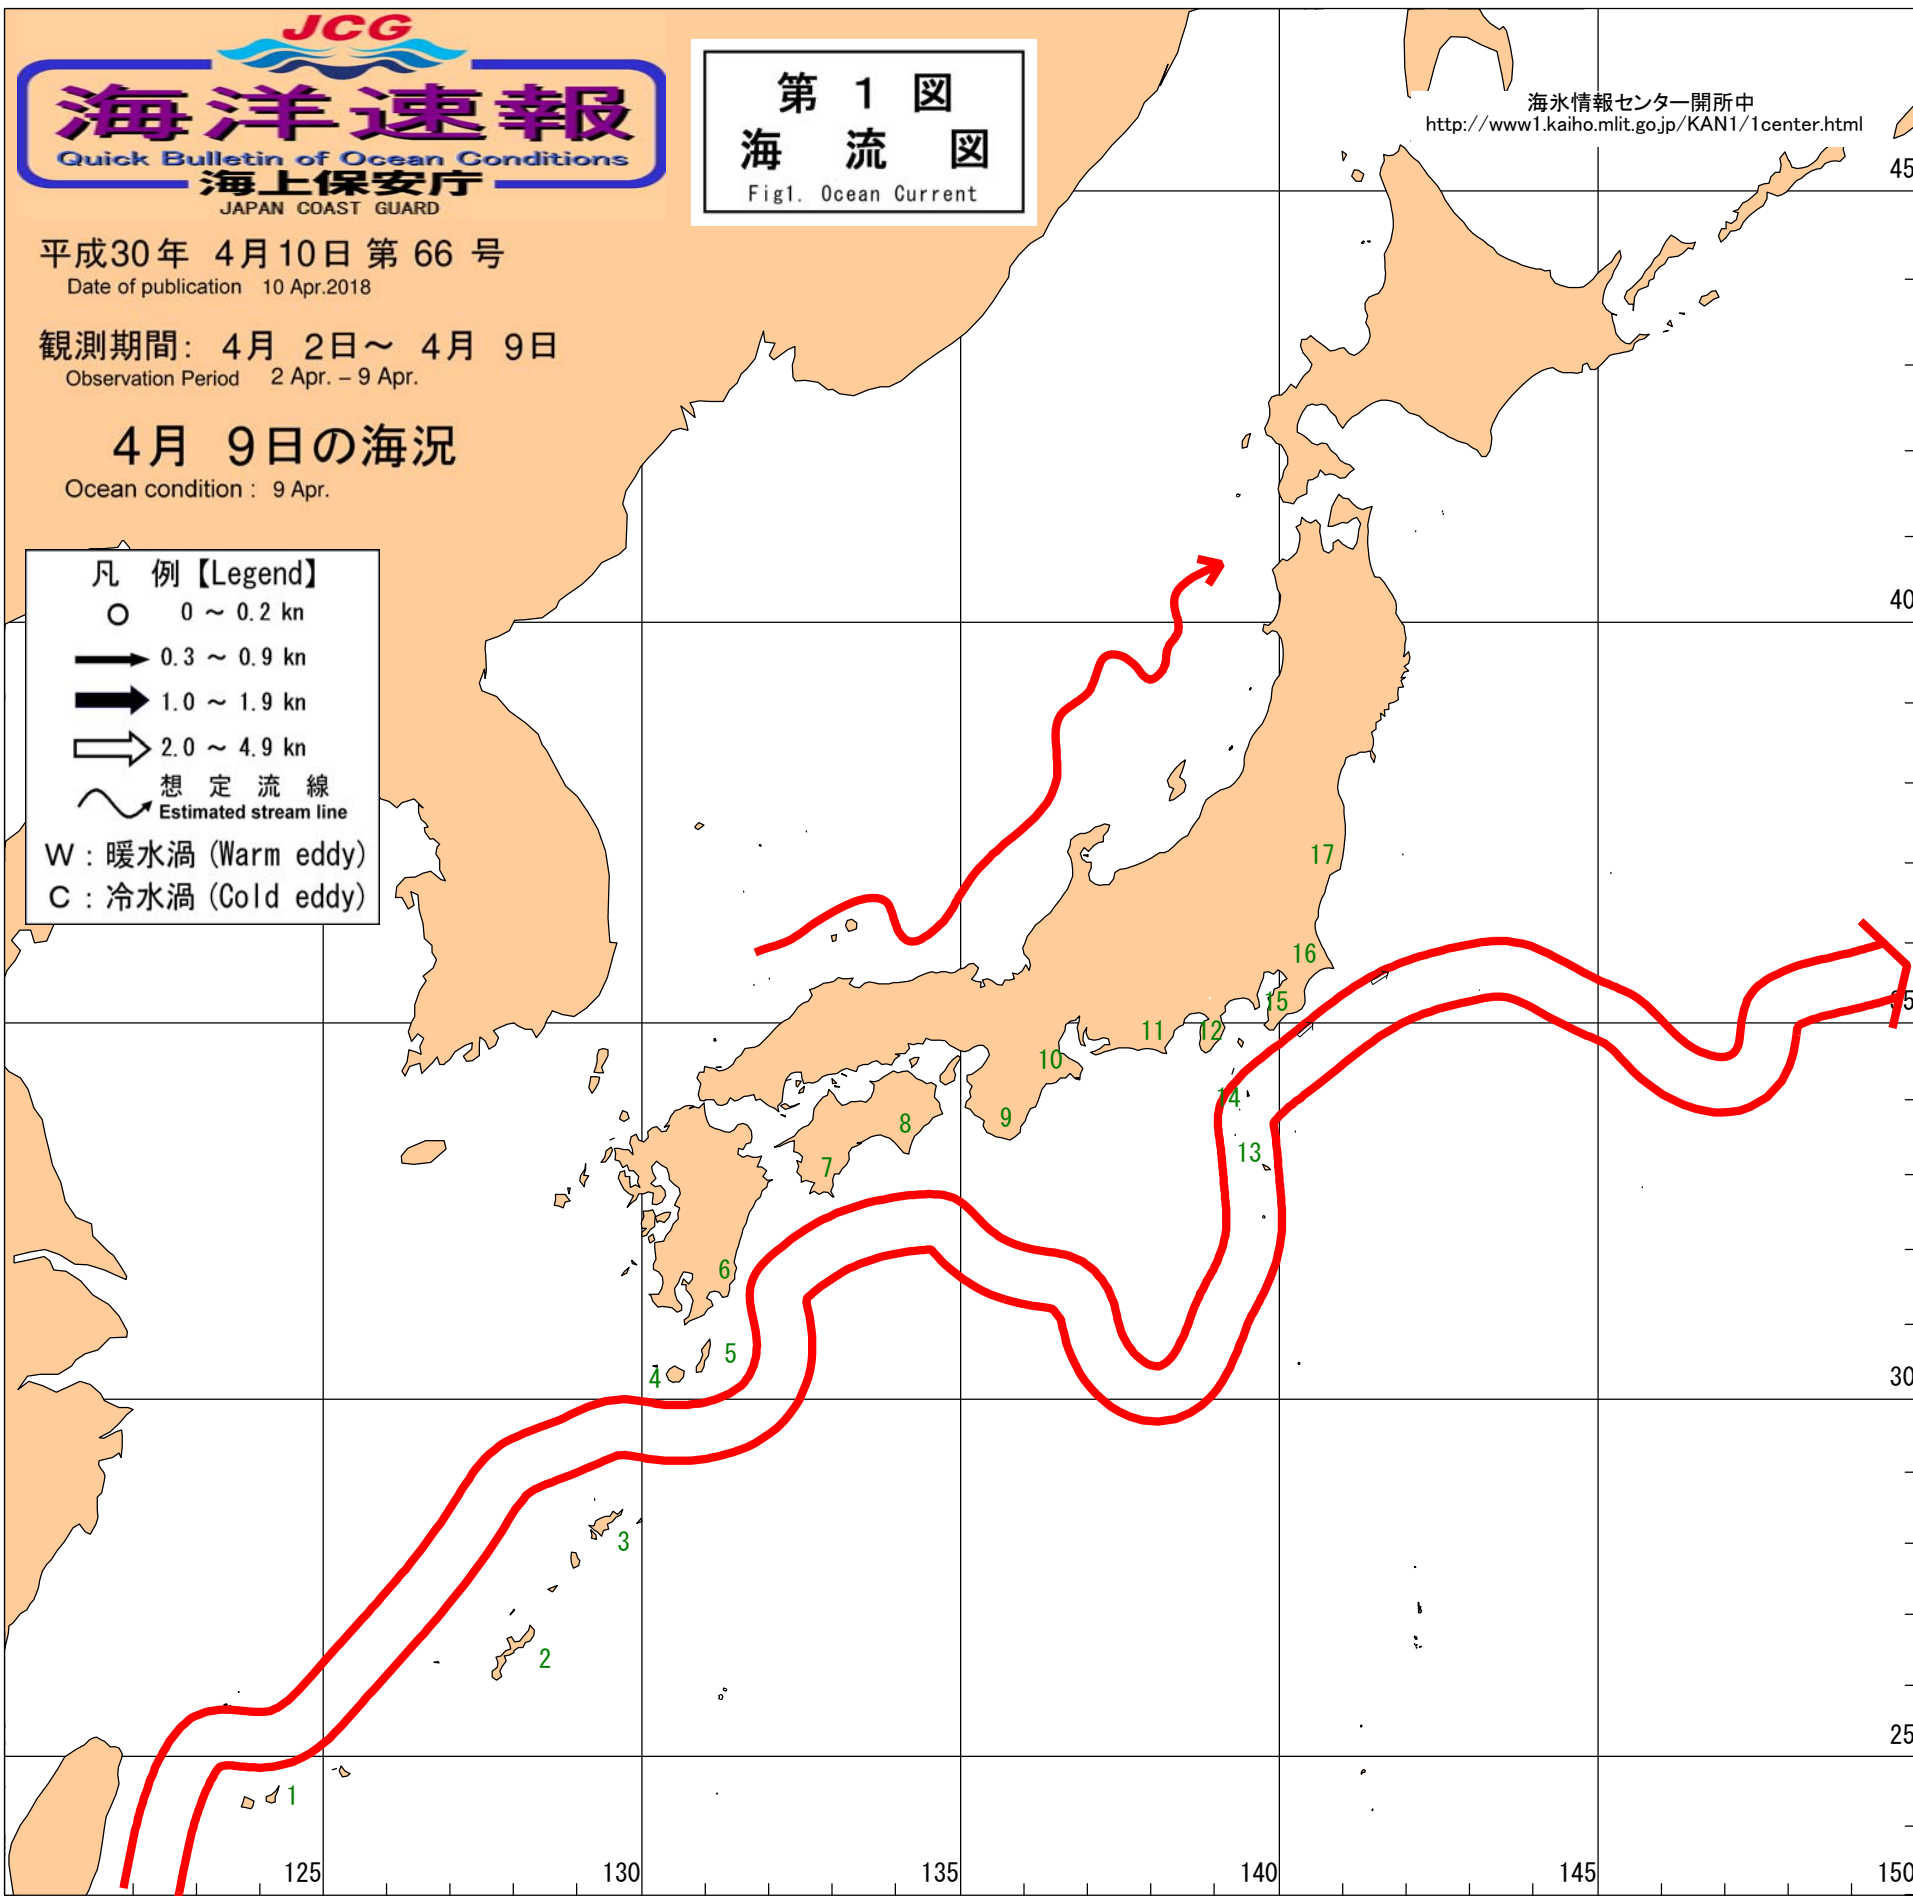 JCG
海洋速報
Quick Bulletin of Ocean Conditions
海上保安庁
JAPAN COAST GUARD
第 1 図
海 流 図
Fig1. Ocean Current
海氷情報センター開所中
http://www1.kaiho.mlit.go.jp/KAN1/1center.html
平成30年 4月10日 第 66 号
Date of publication 10 Apr.2018
観測期間: 4月 2日～ 4月 9日
Observation Period 2 Apr. – 9 Apr.
4月 9日の海況
Ocean condition : 9 Apr.
凡 例【Legend】
0 ～ 0.2 kn
0.3 ～ 0.9 kn
1.0 ～ 1.9 kn
2.0 ～ 4.9 kn
想 定 流 線
Estimated stream line
W : 暖水渦 (Warm eddy)
C : 冷水渦 (Cold eddy)
45
40
35
30
25
17
16
15
14
13
12
11
10
9
8
7
6
5
4
3
2
1
125
130
135
140
145
150